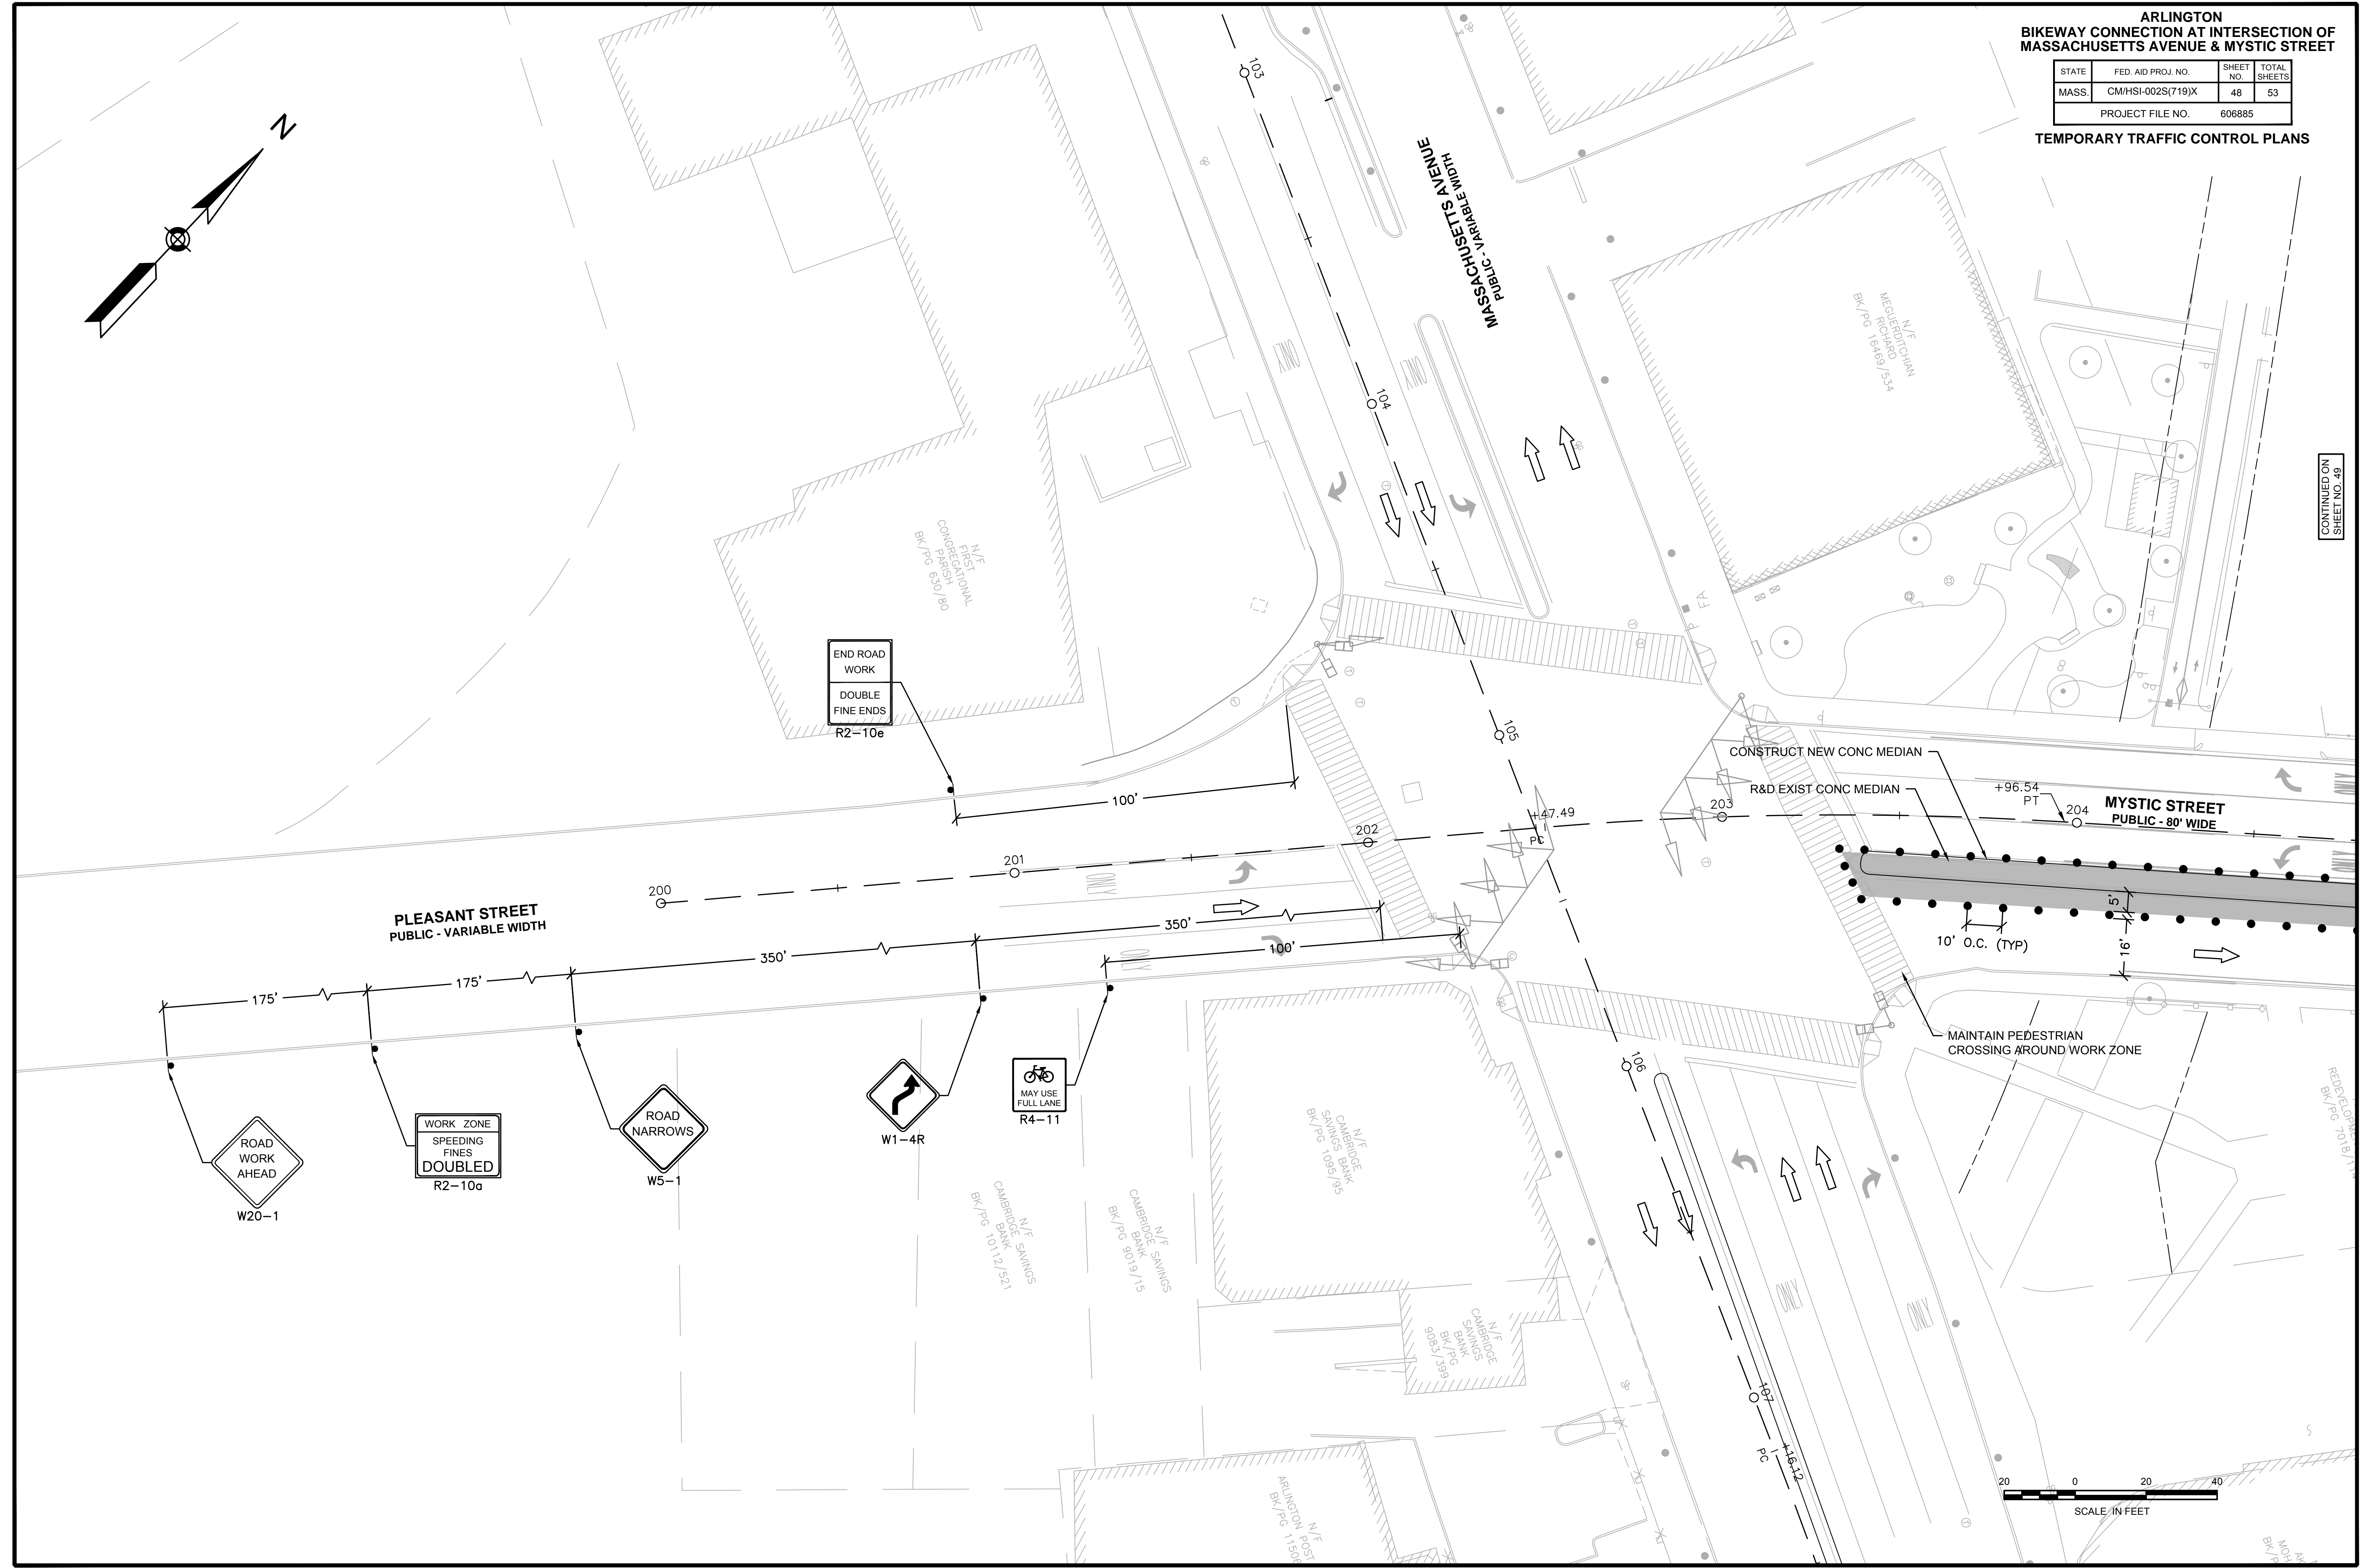 ARLINGTON
BIKEWAY CONNECTION AT INTERSECTION OF
MASSACHUSETTS AVENUE & MYSTIC STREET
STATE FED. AID PROJ. NO. SHEET NO. TOTAL SHEETS
MASS. CM/HSI-002S(719)X 48 53
PROJECT FILE NO. 606885
TEMPORARY TRAFFIC CONTROL PLANS
N
103
MASSACHUSETTS AVENUE
PUBLIC - VARIABLE WIDTH
N/F
MEGUERDITCHIAN
RICHARD
BK/PG 16469/534
104
CONTINUED ON
SHEET NO. 49
N/F
FIRST
CONGREGATIONAL
PARISH
BK/PG 630/80
FA
END ROAD
WORK
DOUBLE
FINE ENDS
R2-10e
105
100'
CONSTRUCT NEW CONC MEDIAN
R&D EXIST CONC MEDIAN
+96.54
PT
204
MYSTIC STREET
PUBLIC - 80' WIDE
203
+47.49
PC
202
201
200
ONLY
PLEASANT STREET
PUBLIC - VARIABLE WIDTH
350'
100'
350'
175'
175'
5'
16'
10' O.C. (TYP)
MAINTAIN PEDESTRIAN
CROSSING AROUND WORK ZONE
106
ROAD
WORK
AHEAD
W20-1
WORK ZONE
SPEEDING
FINES
DOUBLED
R2-10a
ROAD
NARROWS
W5-1
W1-4R
MAY USE
FULL LANE
R4-11
N/F
CAMBRIDGE SAVINGS
BANK
BK/PG 10112/521
N/F
CAMBRIDGE SAVINGS
BANK
BK/PG 9019/15
N/F
CAMBRIDGE
SAVINGS BANK
BK/PG 1095/95
N/F
CAMBRIDGE
SAVINGS
BANK
BK/PG
9083/399
107
+16.12
PC
N/F
ARLINGTON POST
BK/PG 11506
20 0 20 40
SCALE IN FEET